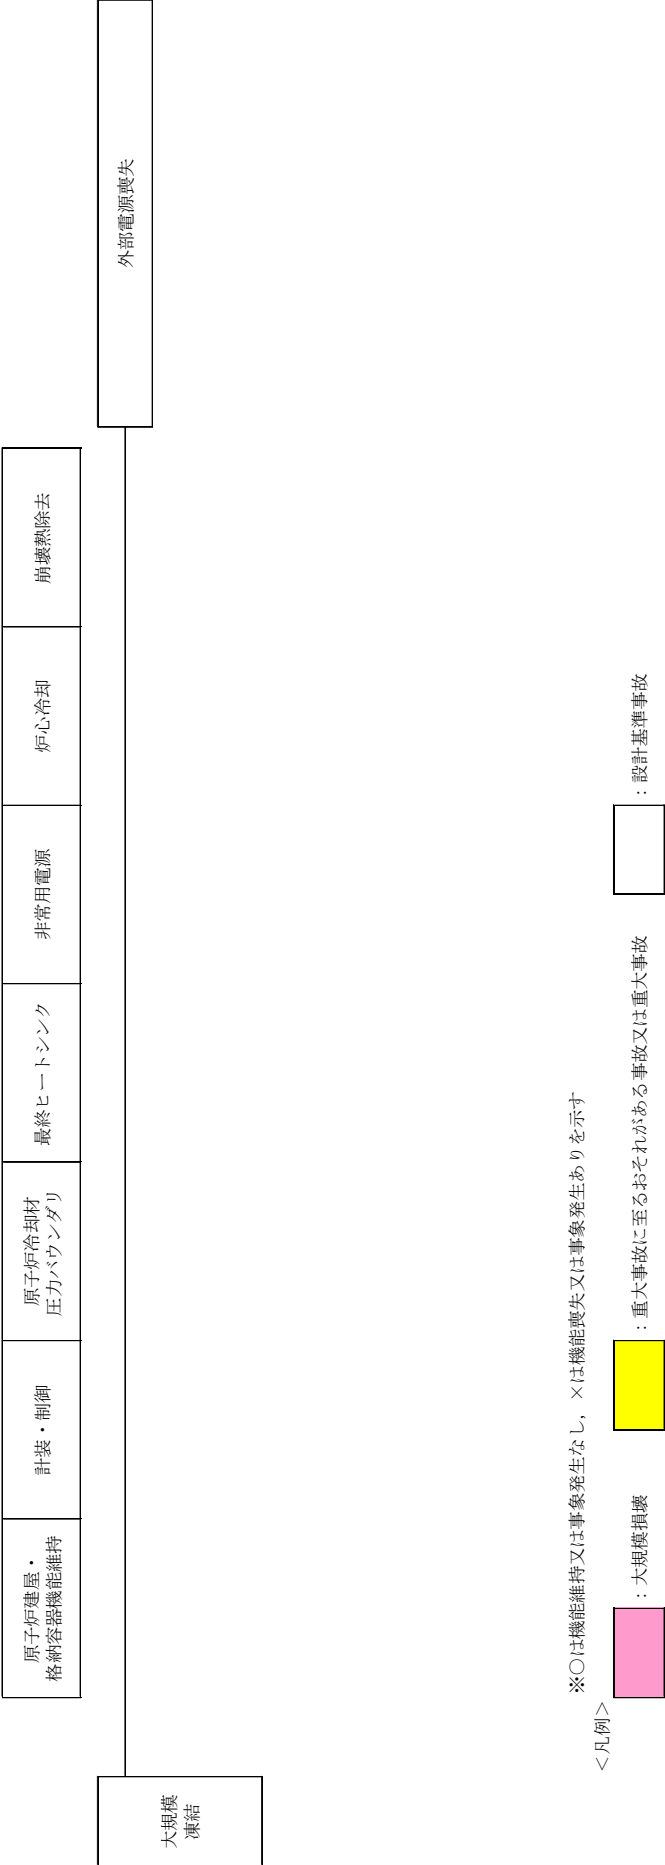 原子炉建屋・
格納容器機能維持
計装・制御
原子炉冷却材
圧力バウンダリ
最終ヒートシンク
非常用電源
炉心冷却
崩壊熱除去
大規模
凍結
外部電源喪失
※○は機能維持又は事象発生なし，×は機能喪失又は事象発生ありを示す
＜凡例＞
：大規模損壊
：重大事故に至るおそれがある事故又は重大事故
：設計基準事故